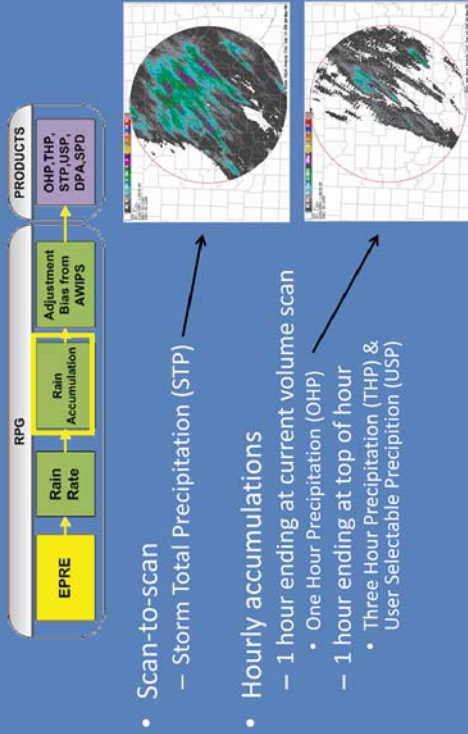 RPG
PRODUCTS
EPRE
Rain
Rate
Rain
Accumulation
Adjustment
Bias from
AWIPS
OHP,THP,
STP,USP,
DPA,SPD
• Scan-to-scan
– Storm Total Precipitation (STP)
• Hourly accumulations
– 1 hour ending at current volume scan
• One Hour Precipitation (OHP)
– 1 hour ending at top of hour
• Three Hour Precipitation (THP) &
User Selectable Precipition (USP)